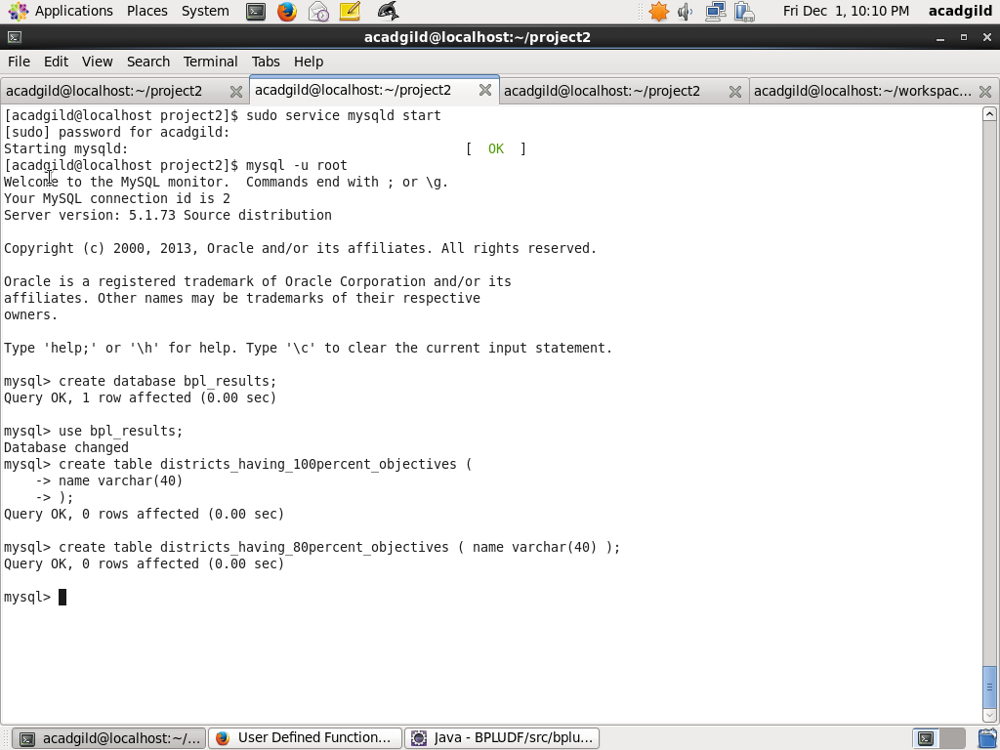 Applications Places System Fri Dec 1, 10:10 PM acadgild
acadgild@localhost:~/project2
File Edit View Search Terminal Tabs Help
acadgild@localhost:~/project2 acadgild@localhost:~/project2 acadgild@localhost:~/project2 acadgild@localhost:~/workspac...
[acadgild@localhost project2]$ sudo service mysqld start
[sudo] password for acadgild:
Starting mysqld:                                           [  OK  ]
[acadgild@localhost project2]$ mysql -u root
Welcome to the MySQL monitor.  Commands end with ; or \g.
Your MySQL connection id is 2
Server version: 5.1.73 Source distribution
Copyright (c) 2000, 2013, Oracle and/or its affiliates. All rights reserved.
Oracle is a registered trademark of Oracle Corporation and/or its
affiliates. Other names may be trademarks of their respective
owners.
Type 'help;' or '\h' for help. Type '\c' to clear the current input statement.
mysql> create database bpl_results;
Query OK, 1 row affected (0.00 sec)
mysql> use bpl_results;
Database changed
mysql> create table districts_having_100percent_objectives (
    -> name varchar(40)
    -> );
Query OK, 0 rows affected (0.00 sec)
mysql> create table districts_having_80percent_objectives ( name varchar(40) );
Query OK, 0 rows affected (0.00 sec)
mysql>
acadgild@localhost:~/... User Defined Function... Java - BPLUDF/src/bplu...